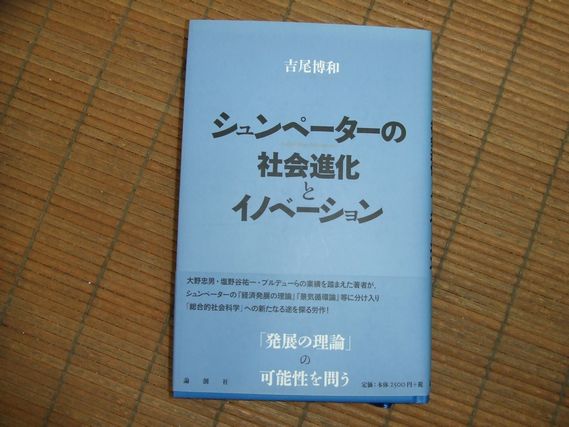 吉尾博和
シュンペーターの
社会進化
と
イノベーション
大野忠男・塩野谷祐一・ブルデューらの業績を踏まえた著者が、
シュンペーターの『経済発展の理論』『景気循環論』等に分け入り
「総合的社会科学」への新たなる途を探る労作!
「発展の理論」
の
可能性を問う
論創社
定価:本体2500円+税